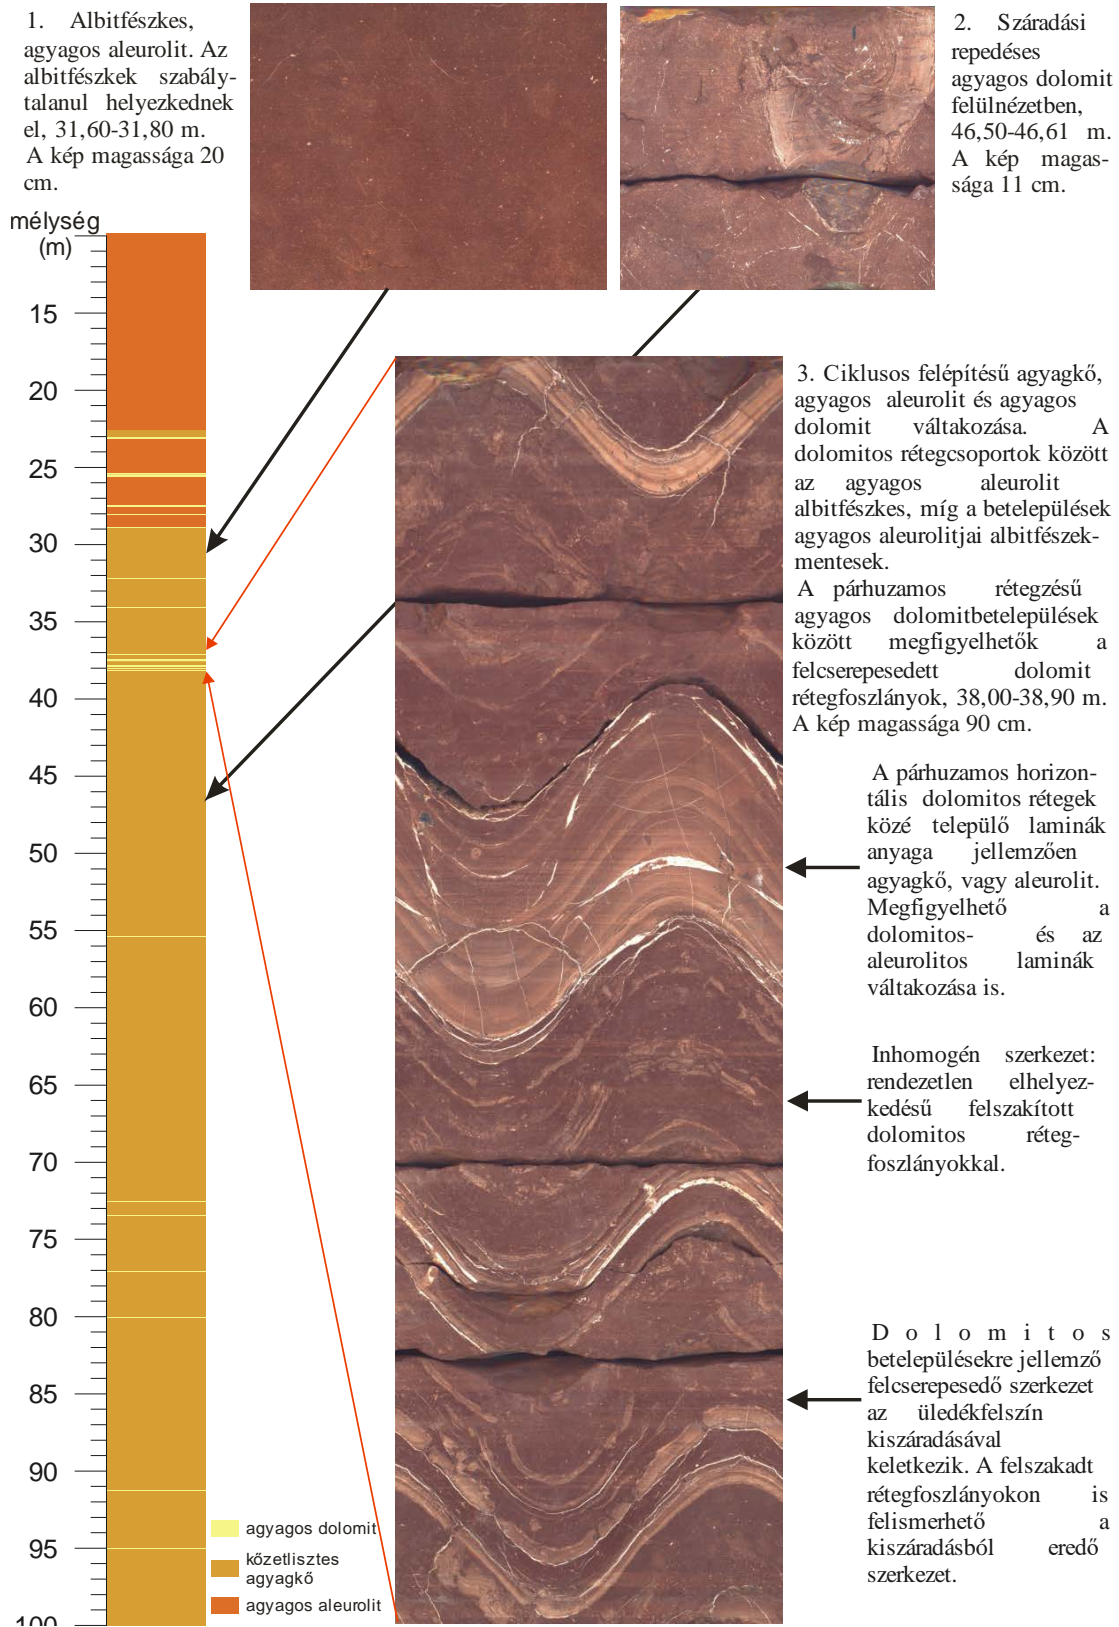 1. Albitfészkes,
agyagos aleurolit. Az
albitfészkek szabály-
talanul helyezkednek
el, 31,60-31,80 m.
A kép magassága 20
cm.
2. Száradási
repedéses
agyagos dolomit
felülnézetben,
46,50-46,61 m.
A kép magas-
sága 11 cm.
mélység
(m)
15
20
25
30
35
40
45
50
55
60
65
70
75
80
85
90
95
100
agyagos dolomit
kőzetlisztes
agyagkő
agyagos aleurolit
3. Ciklusos felépítésű agyagkő,
agyagos aleurolit és agyagos
dolomit váltakozása. A
dolomitos rétegcsoportok között
az agyagos aleurolit
albitfészkes, míg a betelepülések
agyagos aleurolitjai albitfészek-
mentesek.
A párhuzamos rétegzésű
agyagos dolomitbetelepülések
között megfigyelhetők a
felcserepesedett dolomit
rétegfoszlányok, 38,00-38,90 m.
A kép magassága 90 cm.
A párhuzamos horizon-
tális dolomitos rétegek
közé települő laminák
anyaga jellemzően
agyagkő, vagy aleurolit.
Megfigyelhető a
dolomitos- és az
aleurolitos laminák
váltakozása is.
Inhomogén szerkezet:
rendezetlen elhelyez-
kedésű felszakított
dolomitos réteg-
foszlányokkal.
Dolomitos
betelepülésekre jellemző
felcserepesedő szerkezet
az üledékfelszín
kiszáradásával
keletkezik. A felszakadt
rétegfoszlányokon is
felismerhető a
kiszáradásból eredő
szerkezet.